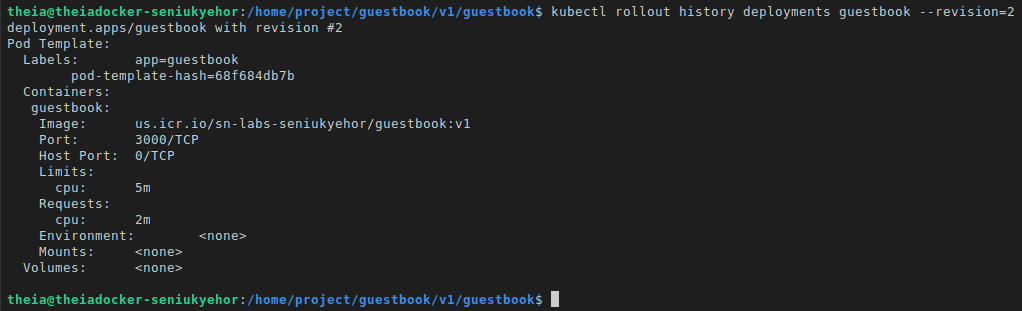 theia@theiadocker-seniukyehor:/home/project/guestbook/v1/guestbook$ kubectl rollout history deployments guestbook --revision=2
deployment.apps/guestbook with revision #2
Pod Template:
  Labels:       app=guestbook
        pod-template-hash=68f684db7b
  Containers:
   guestbook:
    Image:      us.icr.io/sn-labs-seniukyehor/guestbook:v1
    Port:       3000/TCP
    Host Port:  0/TCP
    Limits:
      cpu:      5m
    Requests:
      cpu:      2m
    Environment:        <none>
    Mounts:     <none>
  Volumes:      <none>
theia@theiadocker-seniukyehor:/home/project/guestbook/v1/guestbook$